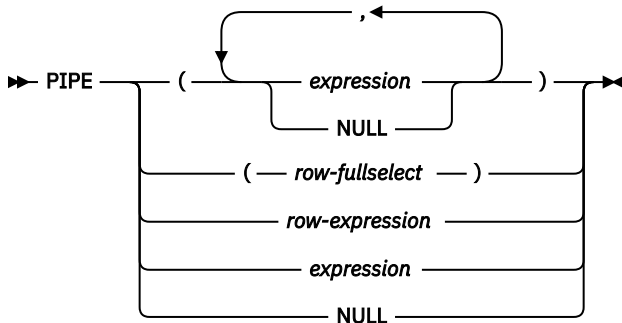 ,
PIPE ( expression )
NULL
( row-fullselect )
row-expression
expression
NULL